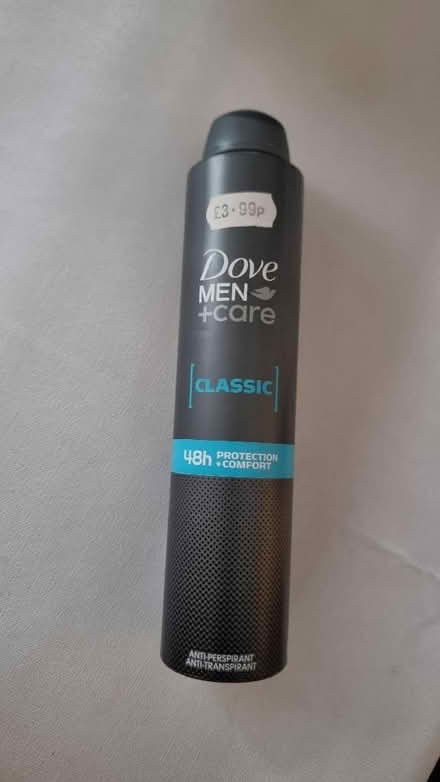 £3·99p
Dove
MEN
+care
[CLASSIC]
48h PROTECTION
+COMFORT
ANTI-PERSPIRANT
ANTI-TRANSPIRANT